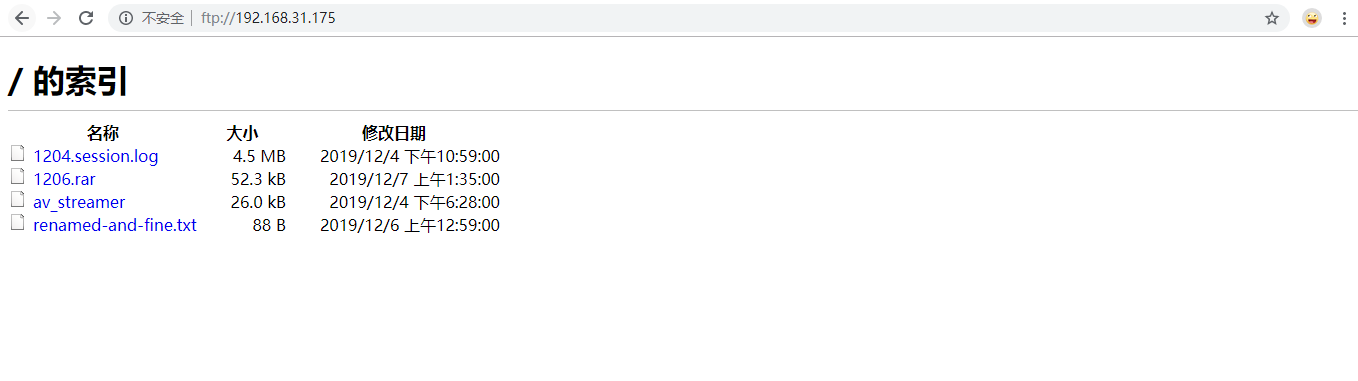 不安全 ftp://192.168.31.175
/ 的索引
名称 大小 修改日期
1204.session.log 4.5 MB 2019/12/4 下午10:59:00
1206.rar 52.3 kB 2019/12/7 上午1:35:00
av_streamer 26.0 kB 2019/12/4 下午6:28:00
renamed-and-fine.txt 88 B 2019/12/6 上午12:59:00